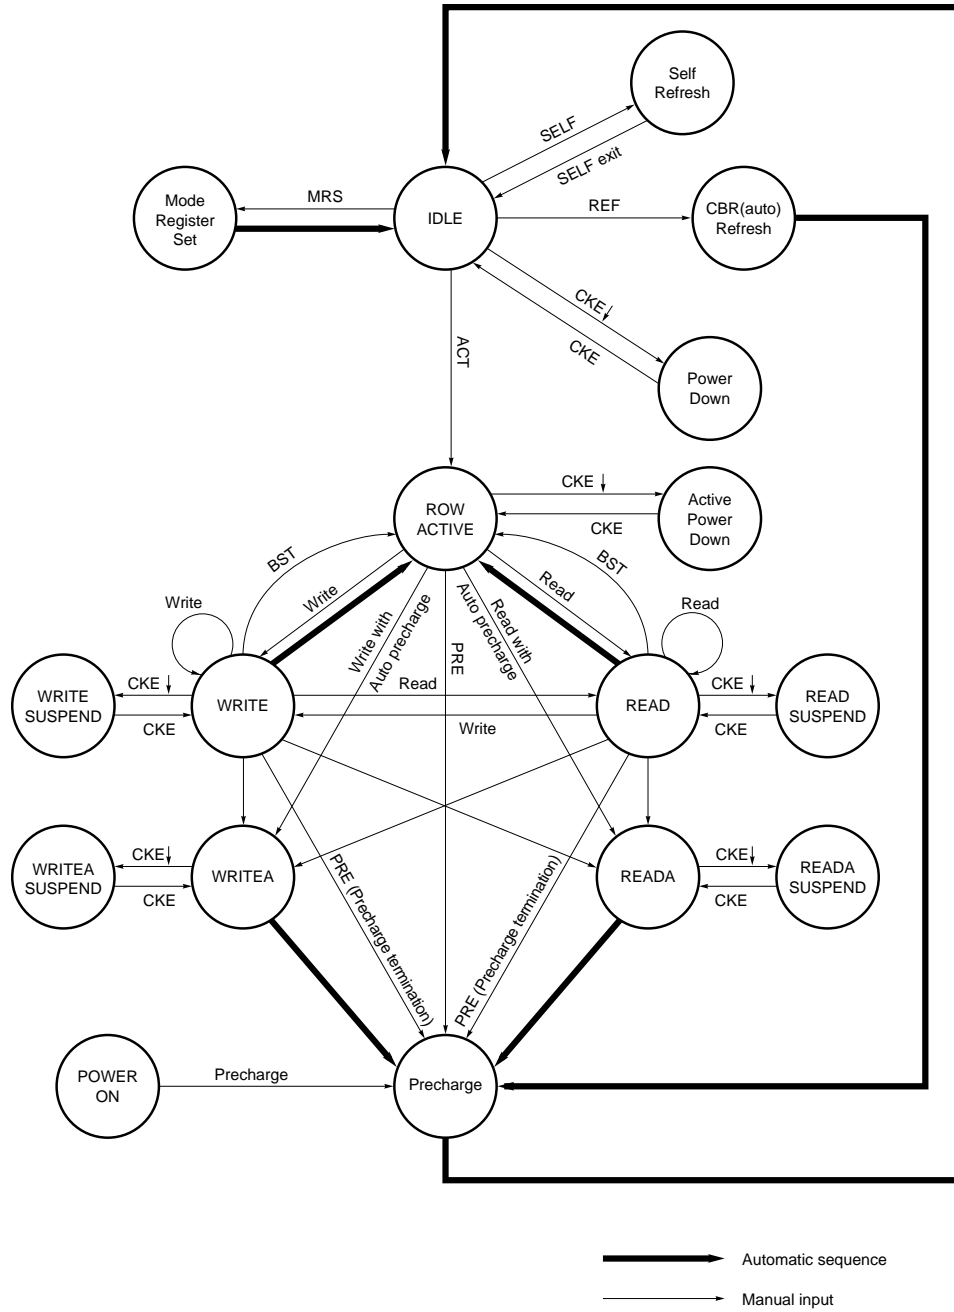 Self
Refresh
SELF
SELF exit
Mode
Register
Set
MRS
IDLE
REF
CBR(auto)
Refresh
CKE↓
CKE
ACT
Power
Down
ROW
ACTIVE
CKE ↓
CKE
Active
Power
Down
BST
Write
Write
Write with
Auto precharge
PRE
Read with
Auto precharge
Read
BST
Read
WRITE
SUSPEND
CKE ↓
CKE
WRITE
Read
Write
READ
CKE ↓
CKE
READ
SUSPEND
WRITEA
SUSPEND
CKE↓
CKE
WRITEA
PRE (Precharge termination)
PRE (Precharge termination)
READA
CKE↓
CKE
READA
SUSPEND
POWER
ON
Precharge
Precharge
Automatic sequence
Manual input